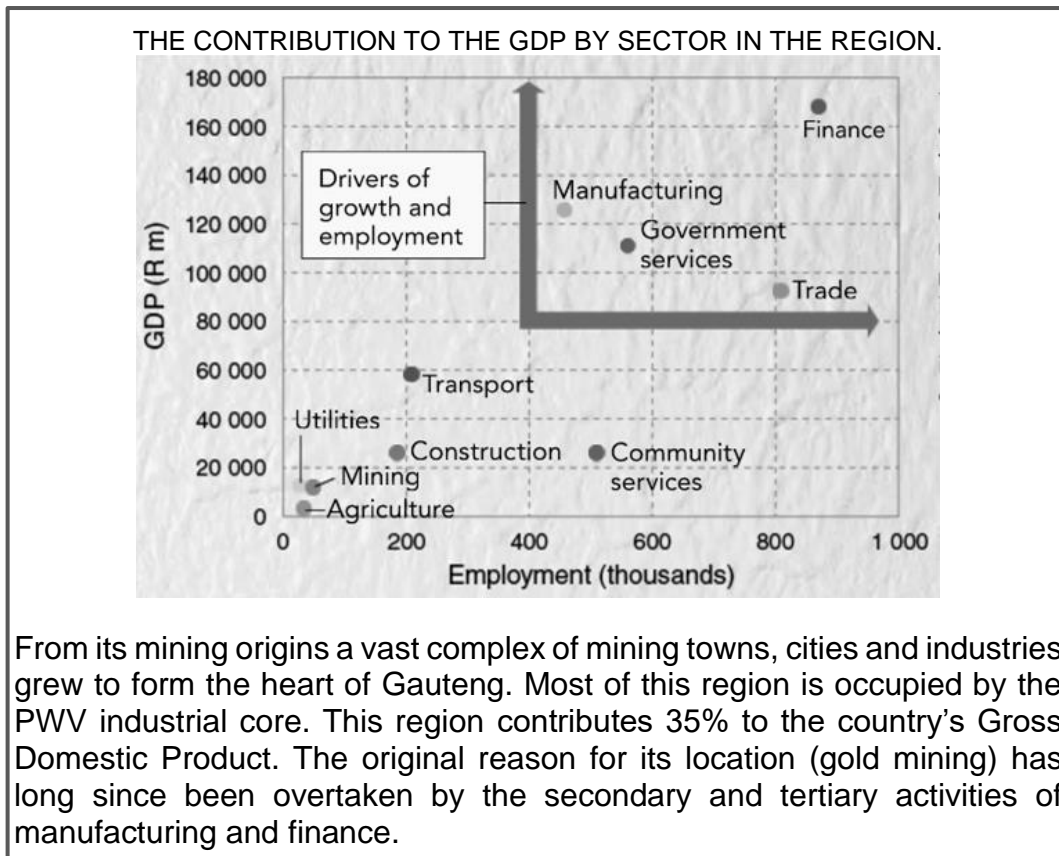 THE CONTRIBUTION TO THE GDP BY SECTOR IN THE REGION.
180 000
160 000
140 000
120 000
100 000
80 000
60 000
40 000
20 000
0
GDP (R m)
Drivers of
growth and
employment
Finance
Manufacturing
Government
services
Trade
Transport
Utilities
Construction
Community
services
Mining
Agriculture
0
200
400
600
800
1 000
Employment (thousands)
From its mining origins a vast complex of mining towns, cities and industries
grew to form the heart of Gauteng. Most of this region is occupied by the
PWV industrial core. This region contributes 35% to the country’s Gross
Domestic Product. The original reason for its location (gold mining) has
long since been overtaken by the secondary and tertiary activities of
manufacturing and finance.